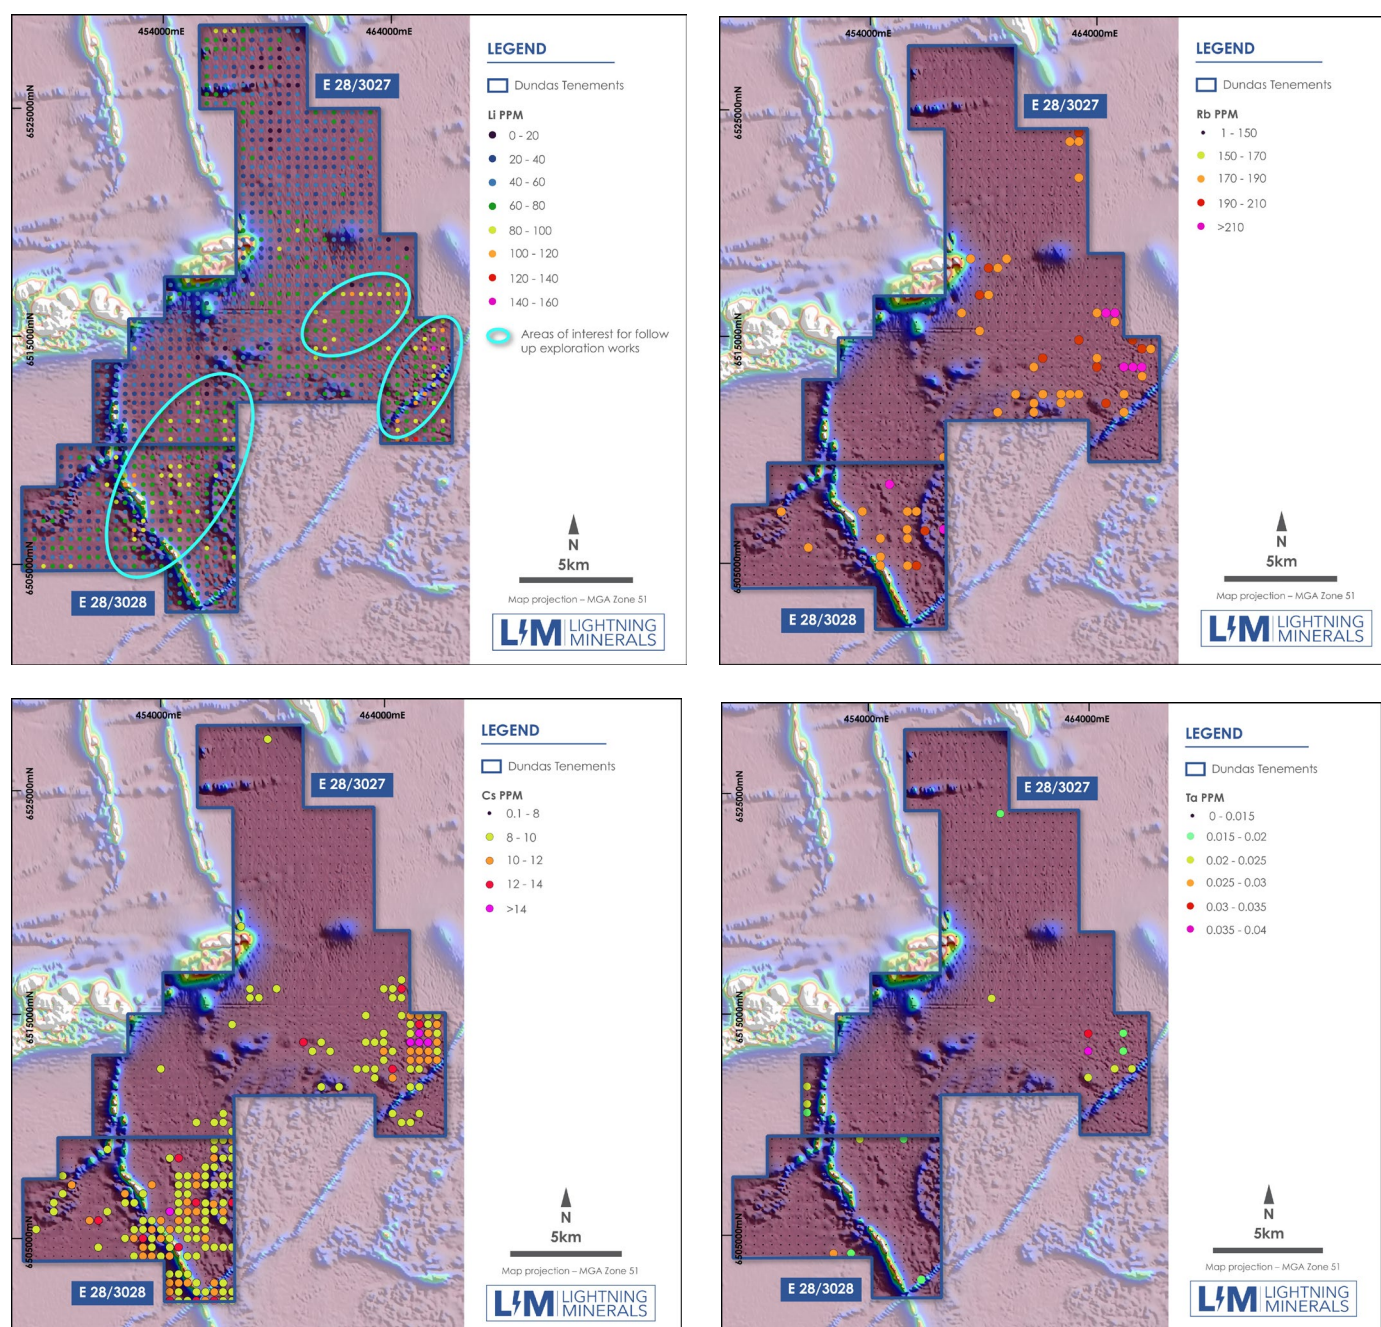 454000mE
464000mE
6525000mN
6515000mN
6505000mN
E 28/3027
E 28/3028
LEGEND
Dundas Tenements
Li PPM
0 - 20
20 - 40
40 - 60
60 - 80
80 - 100
100 - 120
120 - 140
140 - 160
Areas of interest for follow
up exploration works
N
5km
Map projection – MGA Zone 51
LM LIGHTNING
MINERALS
454000mE
464000mE
6525000mN
6515000mN
6505000mN
E 28/3027
E 28/3028
LEGEND
Dundas Tenements
Rb PPM
1 - 150
150 - 170
170 - 190
190 - 210
>210
N
5km
Map projection – MGA Zone 51
LM LIGHTNING
MINERALS
454000mE
464000mE
6525000mN
6515000mN
6505000mN
E 28/3027
E 28/3028
LEGEND
Dundas Tenements
Cs PPM
0.1 - 8
8 - 10
10 - 12
12 - 14
>14
N
5km
Map projection – MGA Zone 51
LM LIGHTNING
MINERALS
454000mE
464000mE
6525000mN
6515000mN
6505000mN
E 28/3027
E 28/3028
LEGEND
Dundas Tenements
Ta PPM
0 - 0.015
0.015 - 0.02
0.02 - 0.025
0.025 - 0.03
0.03 - 0.035
0.035 - 0.04
N
5km
Map projection – MGA Zone 51
LM LIGHTNING
MINERALS